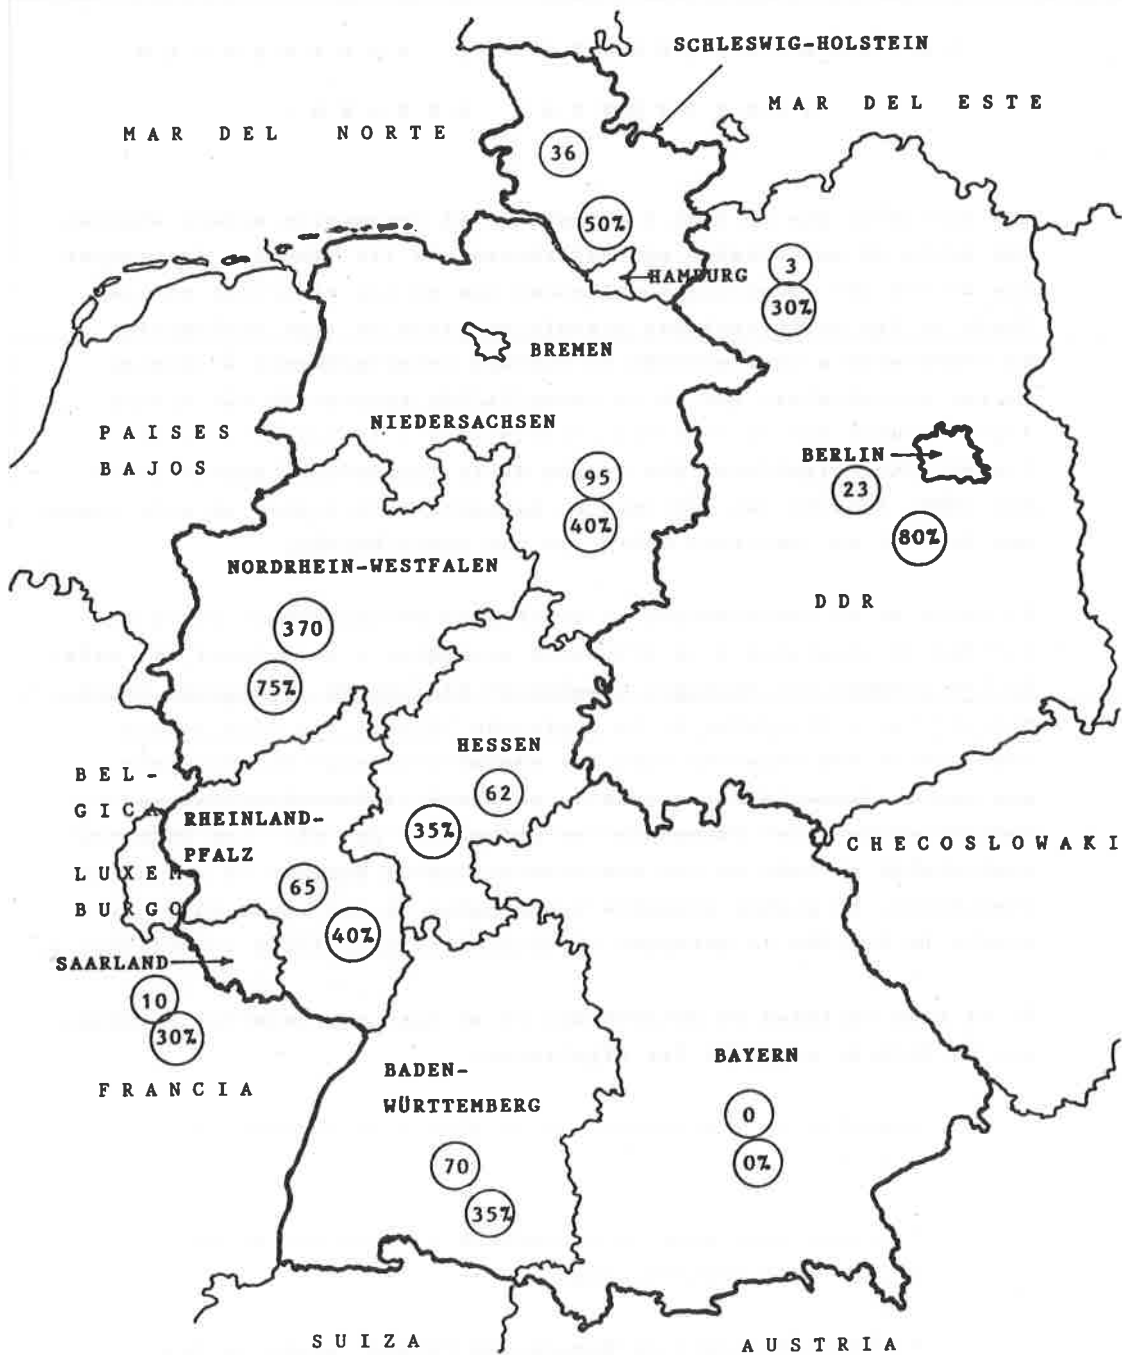 SCHLESWIG-HOLSTEIN
MAR DEL ESTE
MAR DEL NORTE
36
50%
HAMBURG
3
30%
BREMEN
NIEDERSACHSEN
PAISES
BAJOS
BERLIN
95
23
40%
80%
NORDRHEIN-WESTFALEN
DDR
370
75%
HESSEN
BEL-
GICA
62
RHEINLAND-
PFALZ
35%
CHECOSLOWAKI
LUXEM
BURGO
65
40%
SAARLAND
10
30%
FRANCIA
BADEN-
WÜRTTEMBERG
BAYERN
0
0%
70
35%
SUIZA
AUSTRIA